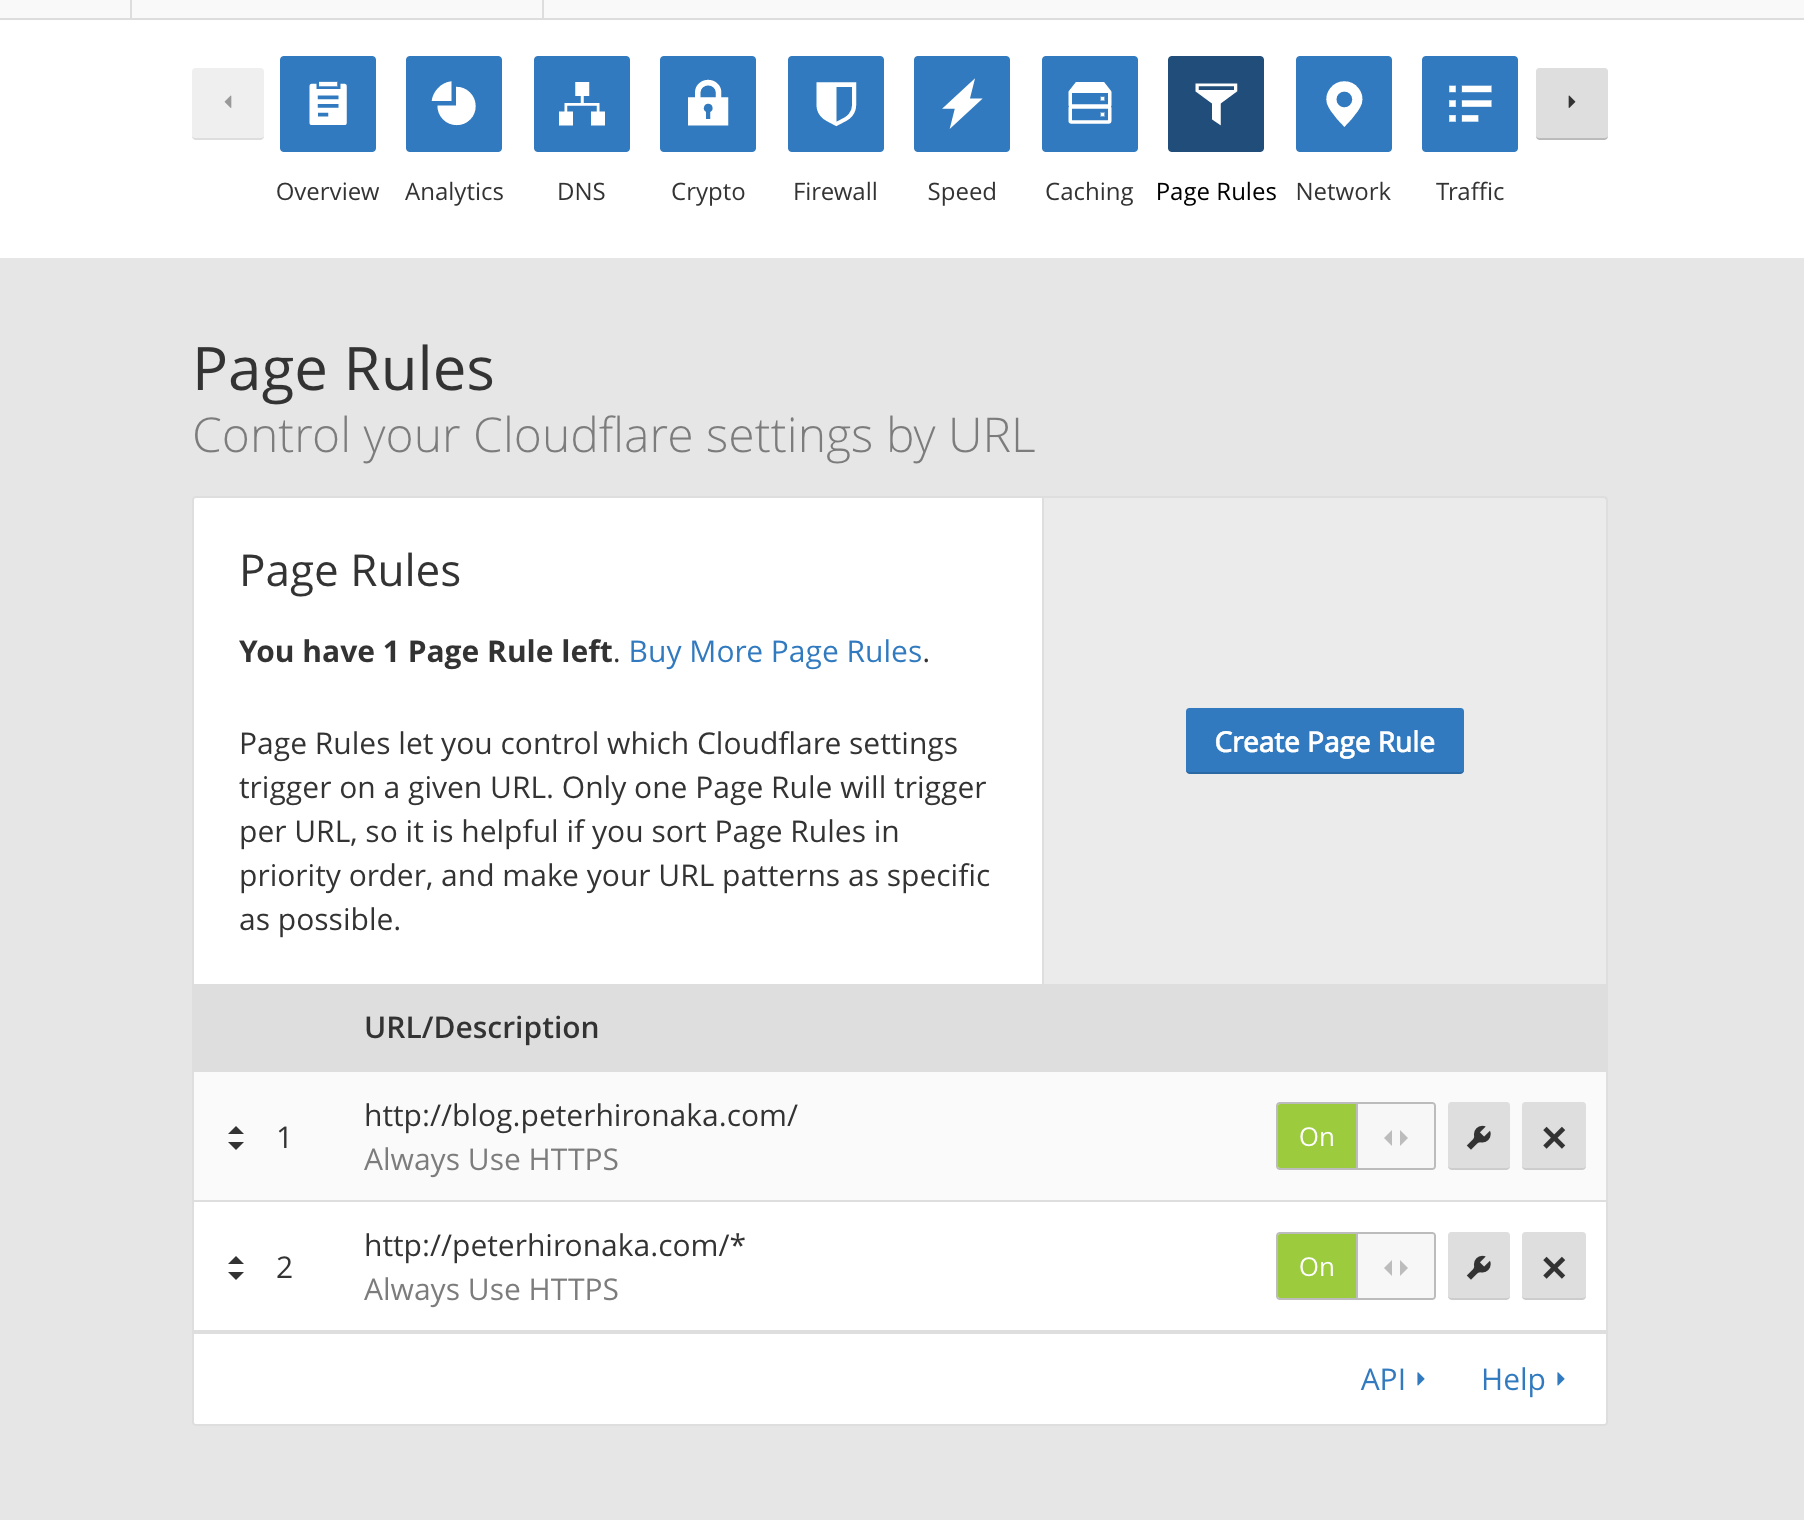 Overview Analytics DNS Crypto Firewall Speed Caching Page Rules Network Traffic
Page Rules
Control your Cloudflare settings by URL
Page Rules
You have 1 Page Rule left. Buy More Page Rules.
Page Rules let you control which Cloudflare settings
trigger on a given URL. Only one Page Rule will trigger
per URL, so it is helpful if you sort Page Rules in
priority order, and make your URL patterns as specific
as possible.
Create Page Rule
URL/Description
1 http://blog.peterhironaka.com/ On
Always Use HTTPS
2 http://peterhironaka.com/* On
Always Use HTTPS
API Help